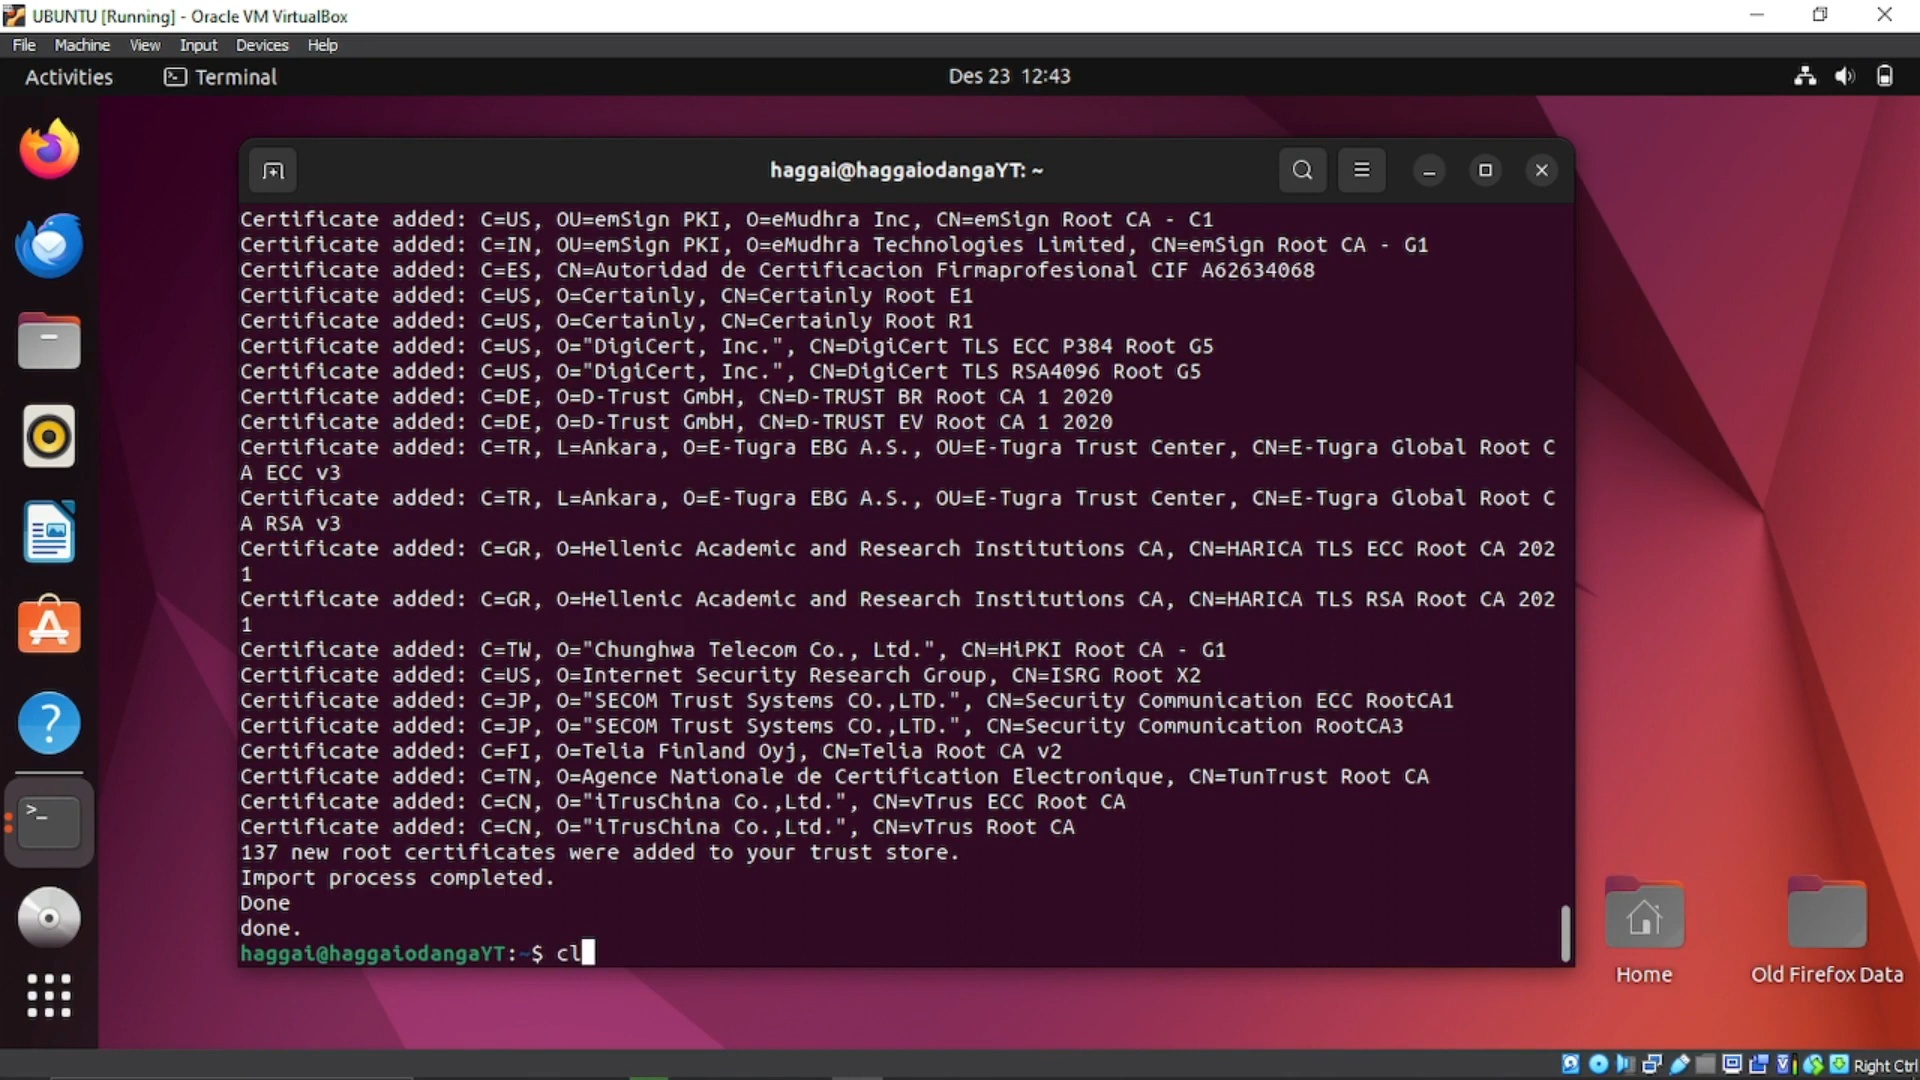 UBUNTU [Running] - Oracle VM VirtualBox
File Machine View Input Devices Help
Activities Terminal Des 23 12:43
haggai@haggaiodangaYT: ~
Certificate added: C=US, OU=emSign PKI, O=eMudhra Inc, CN=emSign Root CA - C1
Certificate added: C=IN, OU=emSign PKI, O=eMudhra Technologies Limited, CN=emSign Root CA - G1
Certificate added: C=ES, CN=Autoridad de Certificacion Firmaprofesional CIF A62634068
Certificate added: C=US, O=Certainly, CN=Certainly Root E1
Certificate added: C=US, O=Certainly, CN=Certainly Root R1
Certificate added: C=US, O="DigiCert, Inc.", CN=DigiCert TLS ECC P384 Root G5
Certificate added: C=US, O="DigiCert, Inc.", CN=DigiCert TLS RSA4096 Root G5
Certificate added: C=DE, O=D-Trust GmbH, CN=D-TRUST BR Root CA 1 2020
Certificate added: C=DE, O=D-Trust GmbH, CN=D-TRUST EV Root CA 1 2020
Certificate added: C=TR, L=Ankara, O=E-Tugra EBG A.S., OU=E-Tugra Trust Center, CN=E-Tugra Global Root C
A ECC v3
Certificate added: C=TR, L=Ankara, O=E-Tugra EBG A.S., OU=E-Tugra Trust Center, CN=E-Tugra Global Root C
A RSA v3
Certificate added: C=GR, O=Hellenic Academic and Research Institutions CA, CN=HARICA TLS ECC Root CA 202
1
Certificate added: C=GR, O=Hellenic Academic and Research Institutions CA, CN=HARICA TLS RSA Root CA 202
1
Certificate added: C=TW, O="Chunghwa Telecom Co., Ltd.", CN=HiPKI Root CA - G1
Certificate added: C=US, O=Internet Security Research Group, CN=ISRG Root X2
Certificate added: C=JP, O="SECOM Trust Systems CO.,LTD.", CN=Security Communication ECC RootCA1
Certificate added: C=JP, O="SECOM Trust Systems CO.,LTD.", CN=Security Communication RootCA3
Certificate added: C=FI, O=Telia Finland Oyj, CN=Telia Root CA v2
Certificate added: C=TN, O=Agence Nationale de Certification Electronique, CN=TunTrust Root CA
Certificate added: C=CN, O="iTrusChina Co.,Ltd.", CN=vTrus ECC Root CA
Certificate added: C=CN, O="iTrusChina Co.,Ltd.", CN=vTrus Root CA
137 new root certificates were added to your trust store.
Import process completed.
Done
done.
haggai@haggaiodangaYT:~$ cl
Home
Old Firefox Data
Right Ctrl